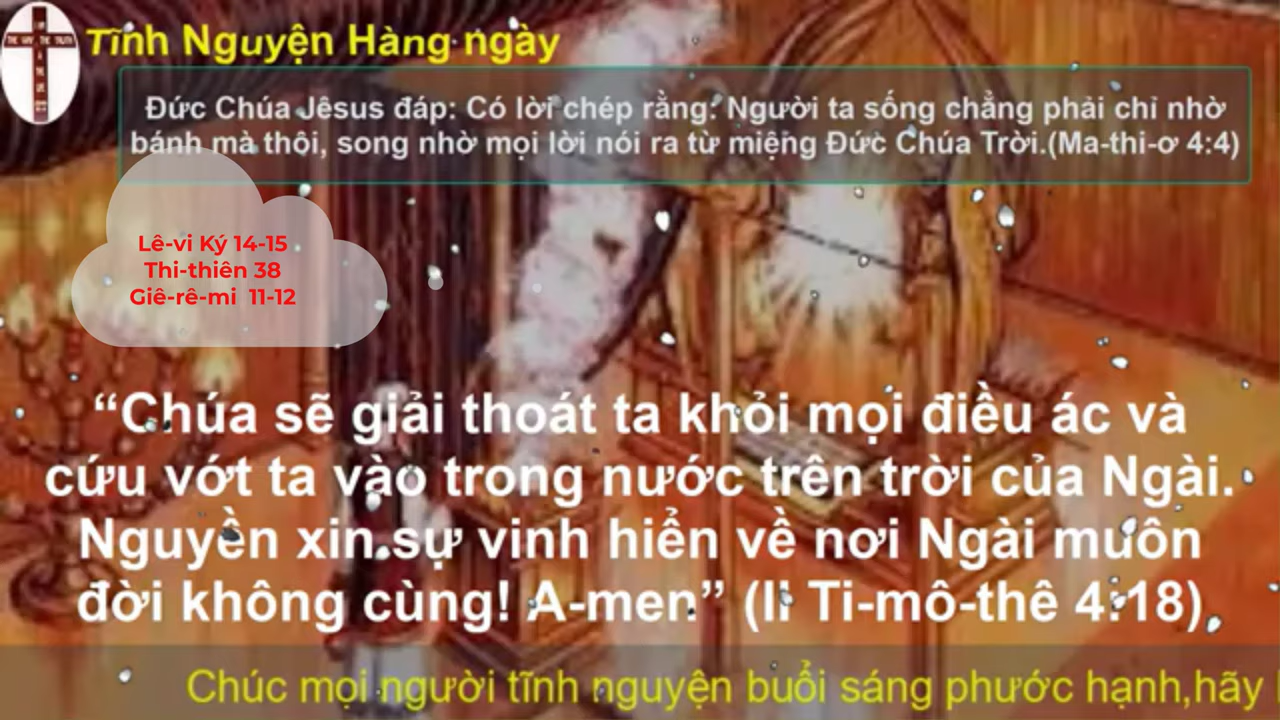 Tĩnh Nguyện Hàng ngày
Đức Chúa Jêsus đáp: Có lời chép rằng: Người ta sống chẳng phải chỉ nhờ
bánh mà thôi, song nhờ mọi lời nói ra từ miệng Đức Chúa Trời.(Ma-thi-ơ 4:4)
Lê-vi Ký 14-15
Thi-thiên 38
Giê-rê-mi 11-12
“Chúa sẽ giải thoát ta khỏi mọi điều ác và
cứu vớt ta vào trong nước trên trời của Ngài.
Nguyền xin sự vinh hiển về nơi Ngài muôn
đời không cùng! A-men” (Ii Ti-mô-thê 4:18)
Chúc mọi người tĩnh nguyện buổi sáng phước hạnh,hãy